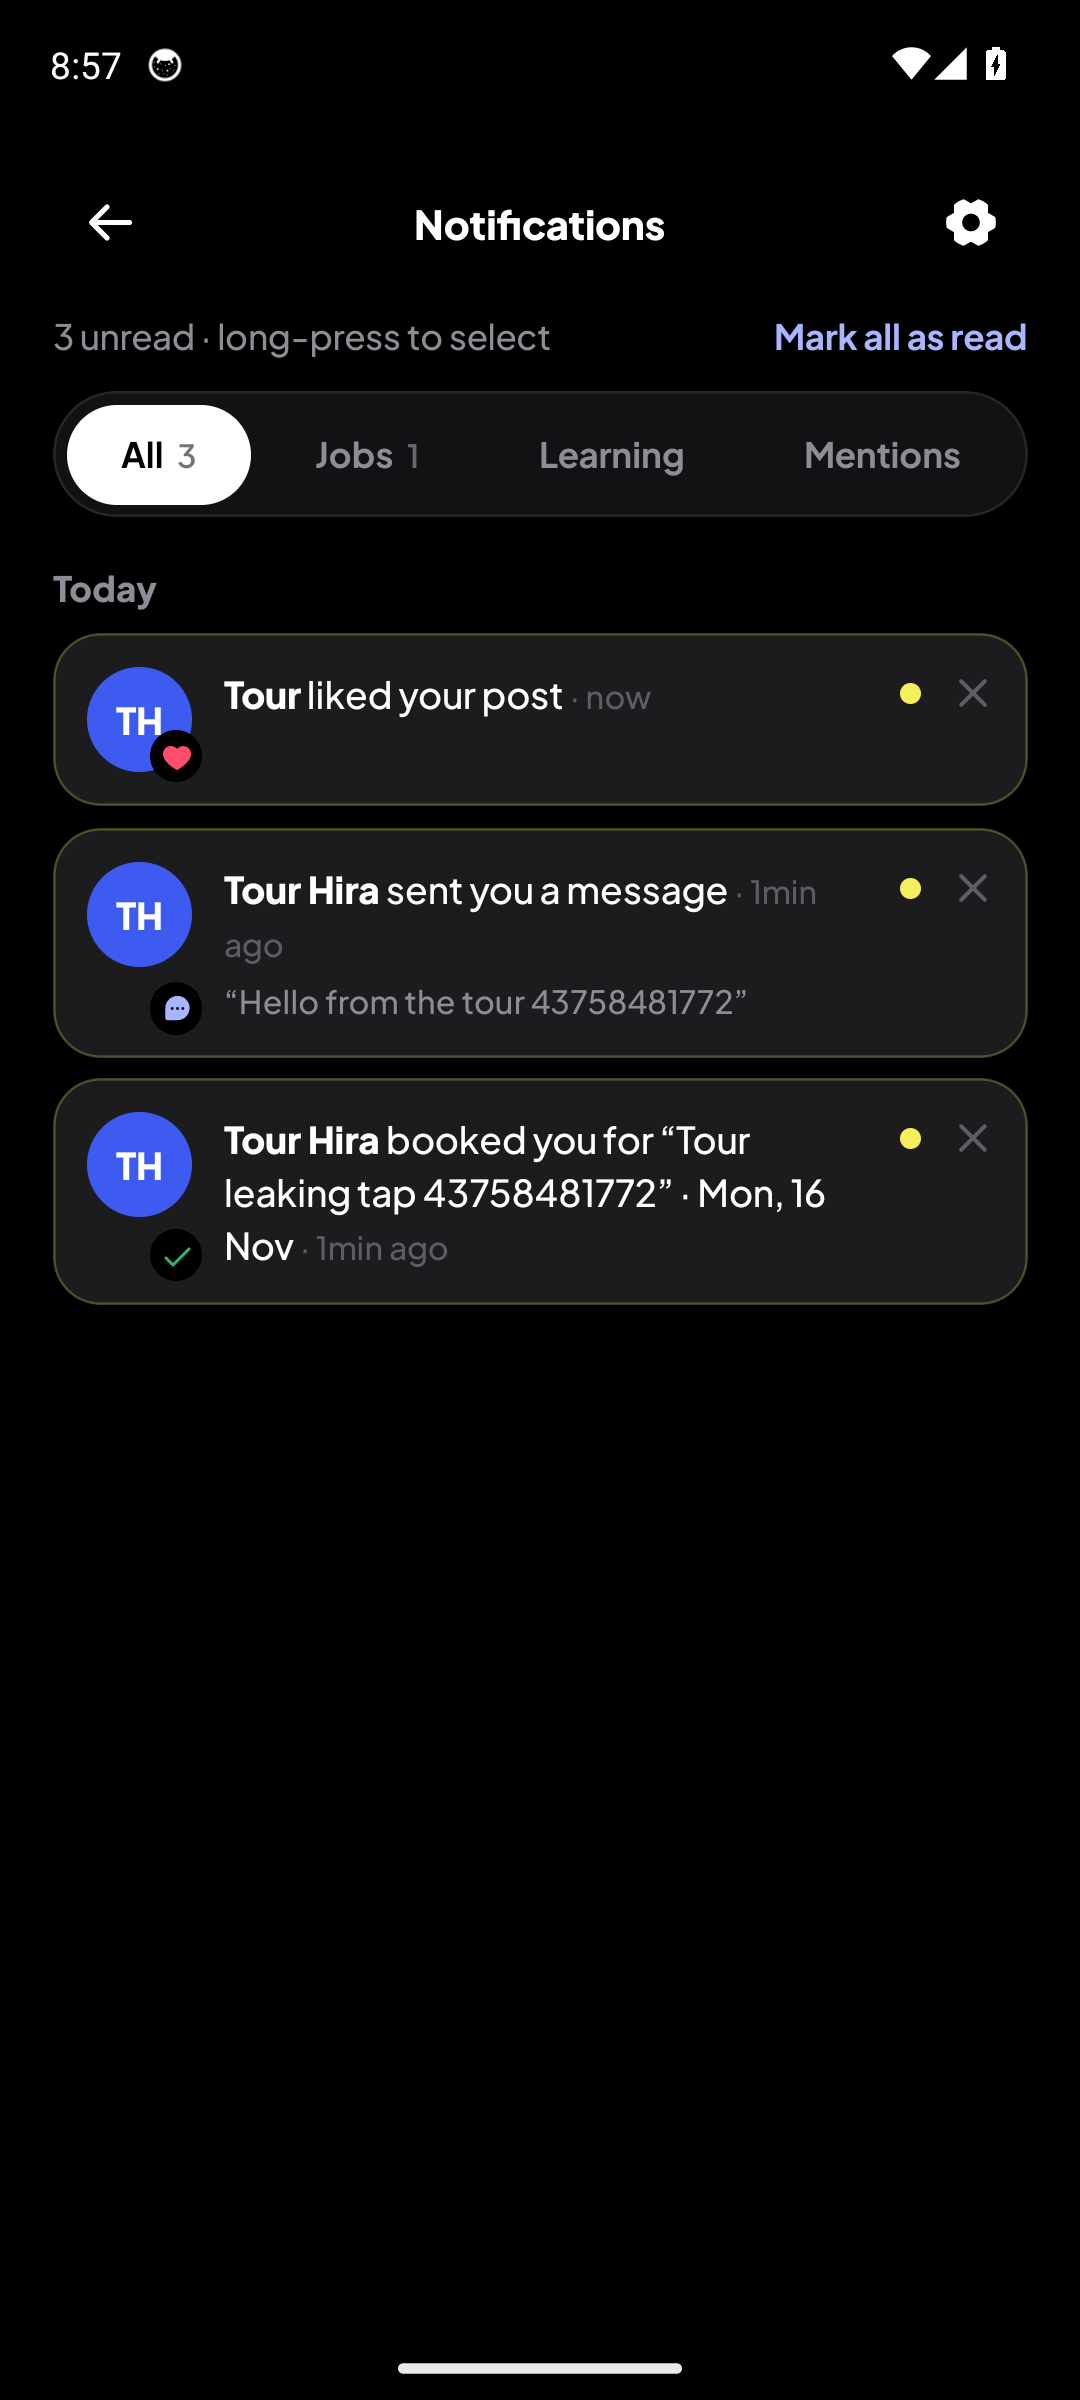 8:57
Notifications
3 unread · long-press to select
Mark all as read
All 3
Jobs 1
Learning
Mentions
Today
TH
Tour liked your post · now
TH
Tour Hira sent you a message · 1min
ago
“Hello from the tour 43758481772”
TH
Tour Hira booked you for “Tour
leaking tap 43758481772” · Mon, 16
Nov · 1min ago